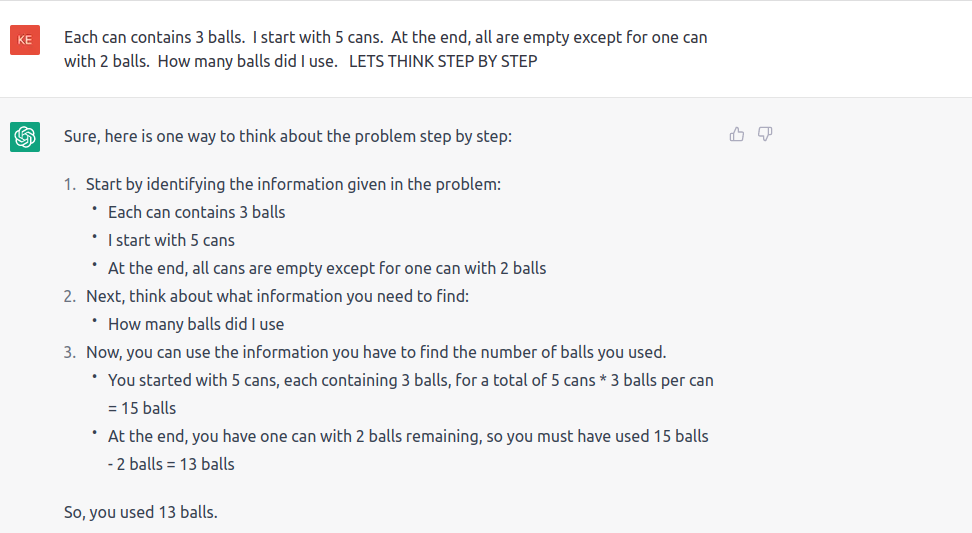 KE
Each can contains 3 balls.  I start with 5 cans.  At the end, all are empty except for one can
with 2 balls.  How many balls did I use.   LETS THINK STEP BY STEP
Sure, here is one way to think about the problem step by step:
1. Start by identifying the information given in the problem:
• Each can contains 3 balls
• I start with 5 cans
• At the end, all cans are empty except for one can with 2 balls
2. Next, think about what information you need to find:
• How many balls did I use
3. Now, you can use the information you have to find the number of balls you used.
• You started with 5 cans, each containing 3 balls, for a total of 5 cans * 3 balls per can
= 15 balls
• At the end, you have one can with 2 balls remaining, so you must have used 15 balls
- 2 balls = 13 balls
So, you used 13 balls.